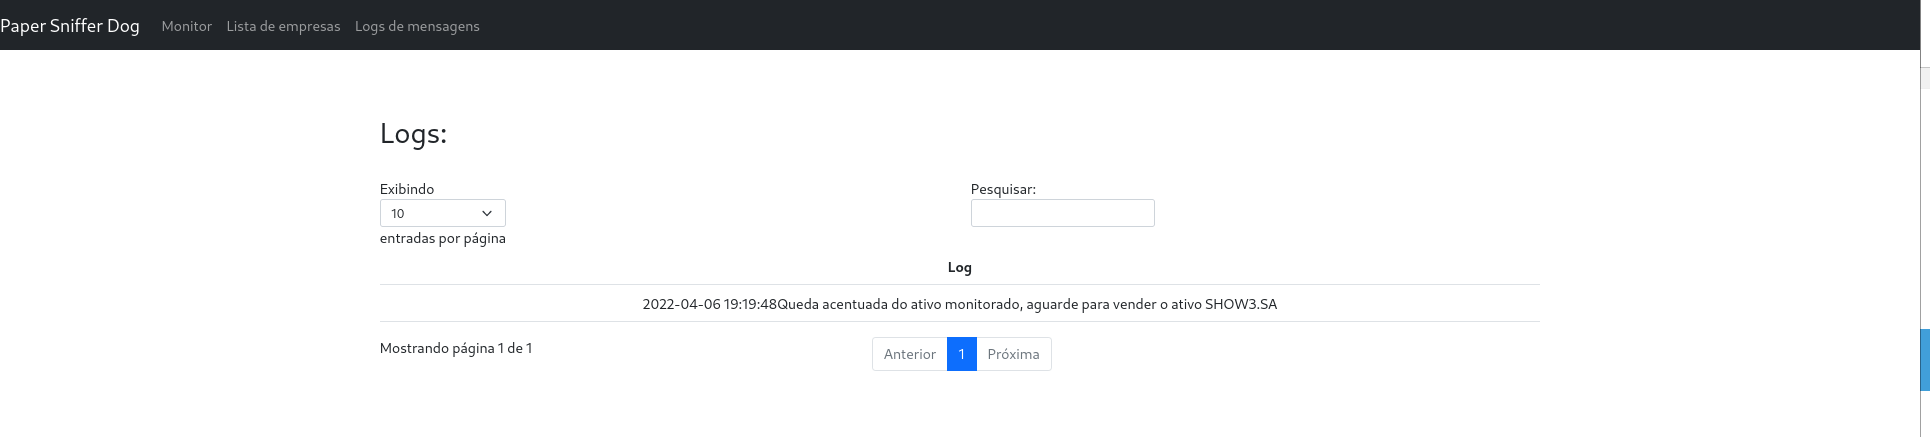 Paper Sniffer Dog Monitor Lista de empresas Logs de mensagens
Logs:
Exibindo
10
entradas por página
Pesquisar:
Log
2022-04-06 19:19:48Queda acentuada do ativo monitorado, aguarde para vender o ativo SHOW3.SA
Mostrando página 1 de 1
Anterior 1 Próxima